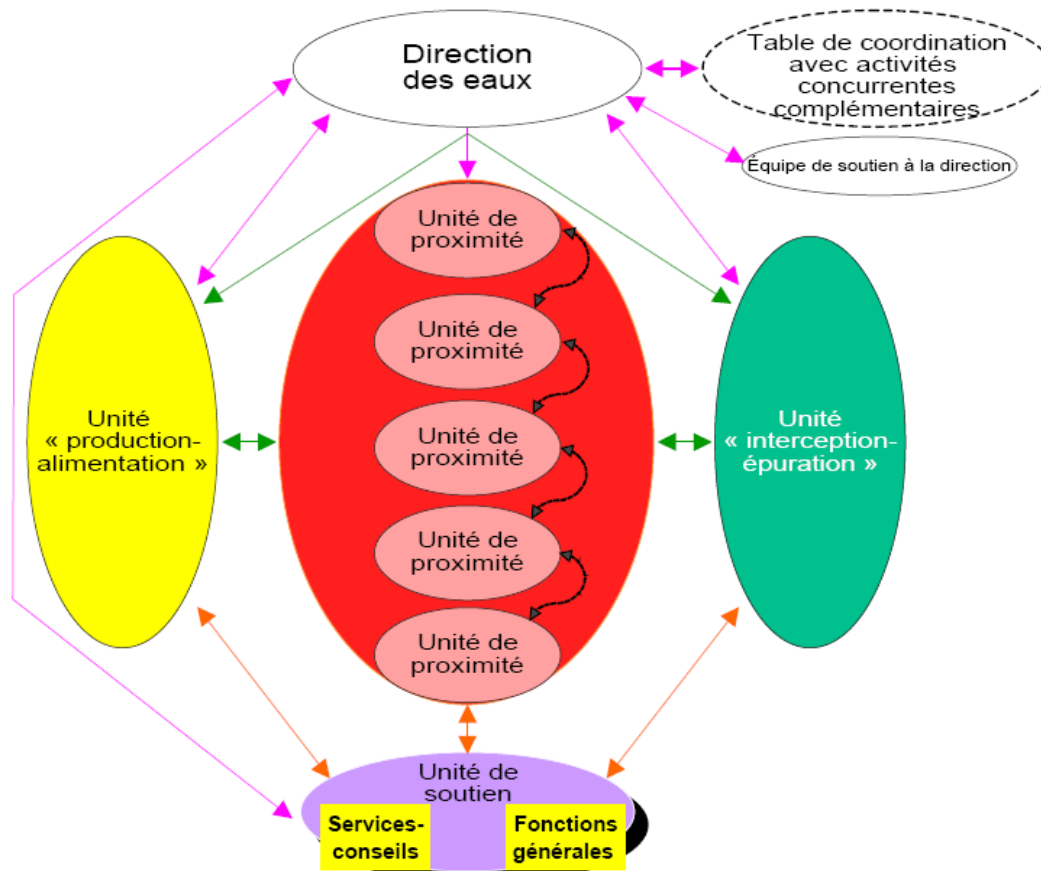 Direction
des eaux
Table de coordination
avec activités
concurrentes
complémentaires
Équipe de soutien à la direction
Unité de
proximité
Unité de
proximité
Unité de
proximité
Unité de
proximité
Unité de
proximité
Unité
« production-
alimentation »
Unité
« interception-
épuration »
Unité de
soutien
Services-
conseils
Fonctions
générales